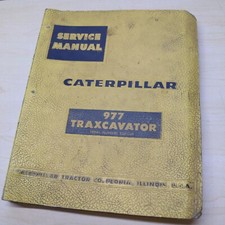 SERVICE
MANUAL
CATERPILLAR
977
TRAXCAVATOR
CATERPILLAR TRACTOR CO. PEORIA, ILLINOIS, U.S.A.